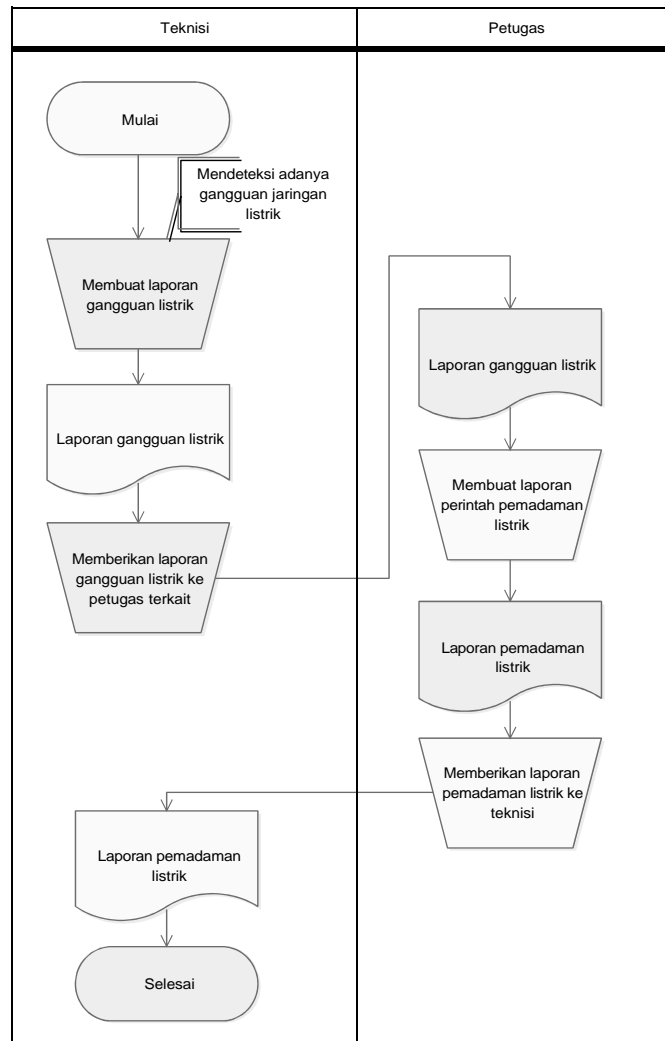 Teknisi
Petugas
Mulai
Mendeteksi adanya
gangguan jaringan
listrik
Membuat laporan
gangguan listrik
Laporan gangguan listrik
Memberikan laporan
gangguan listrik ke
petugas terkait
Laporan gangguan listrik
Membuat laporan
perintah pemadaman
listrik
Laporan pemadaman
listrik
Memberikan laporan
pemadaman listrik ke
teknisi
Laporan pemadaman
listrik
Selesai